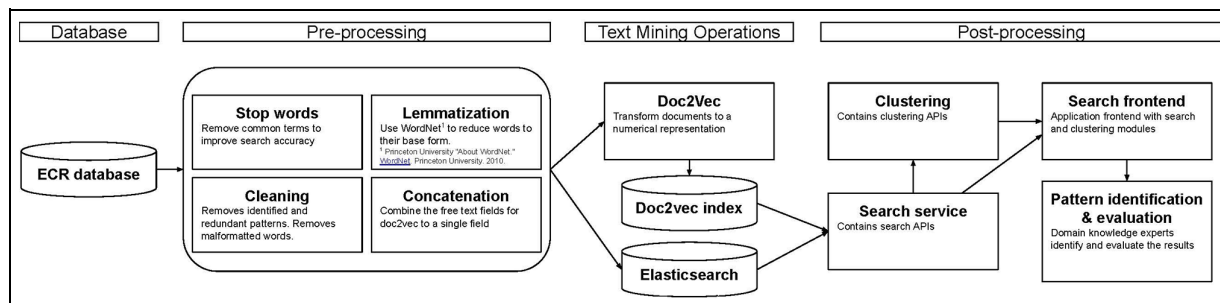 Database
Pre-processing
Text Mining Operations
Post-processing
ECR database
Stop words
Remove common terms to
improve search accuracy
Lemmatization
Use WordNet¹ to reduce words to
their base form.
¹ Princeton University "About WordNet."
WordNet. Princeton University. 2010.
Cleaning
Removes identified and
redundant patterns. Removes
malformatted words.
Concatenation
Combine the free text fields for
doc2vec to a single field
Doc2Vec
Transform documents to a
numerical representation
Doc2vec index
Elasticsearch
Clustering
Contains clustering APIs
Search service
Contains search APIs
Search frontend
Application frontend with search
and clustering modules
Pattern identification
& evaluation
Domain knowledge experts
identify and evaluate the results